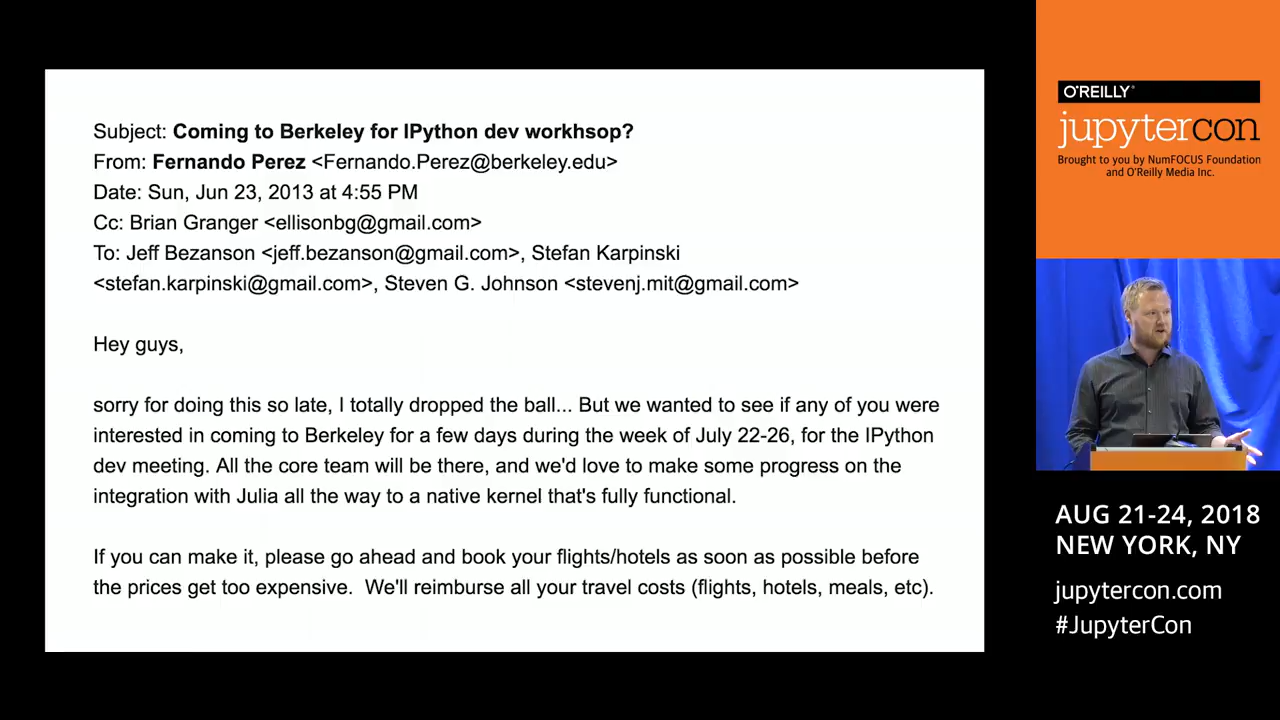 Subject: Coming to Berkeley for IPython dev workhsop?
From: Fernando Perez <Fernando.Perez@berkeley.edu>
Date: Sun, Jun 23, 2013 at 4:55 PM
Cc: Brian Granger <ellisonbg@gmail.com>
To: Jeff Bezanson <jeff.bezanson@gmail.com>, Stefan Karpinski
<stefan.karpinski@gmail.com>, Steven G. Johnson <stevenj.mit@gmail.com>
Hey guys,
sorry for doing this so late, I totally dropped the ball... But we wanted to see if any of you were
interested in coming to Berkeley for a few days during the week of July 22-26, for the IPython
dev meeting. All the core team will be there, and we'd love to make some progress on the
integration with Julia all the way to a native kernel that's fully functional.
If you can make it, please go ahead and book your flights/hotels as soon as possible before
the prices get too expensive.  We'll reimburse all your travel costs (flights, hotels, meals, etc).
O'REILLY®
jupytercon
Brought to you by NumFOCUS Foundation
and O'Reilly Media Inc.
AUG 21-24, 2018
NEW YORK, NY
jupytercon.com
#JupyterCon